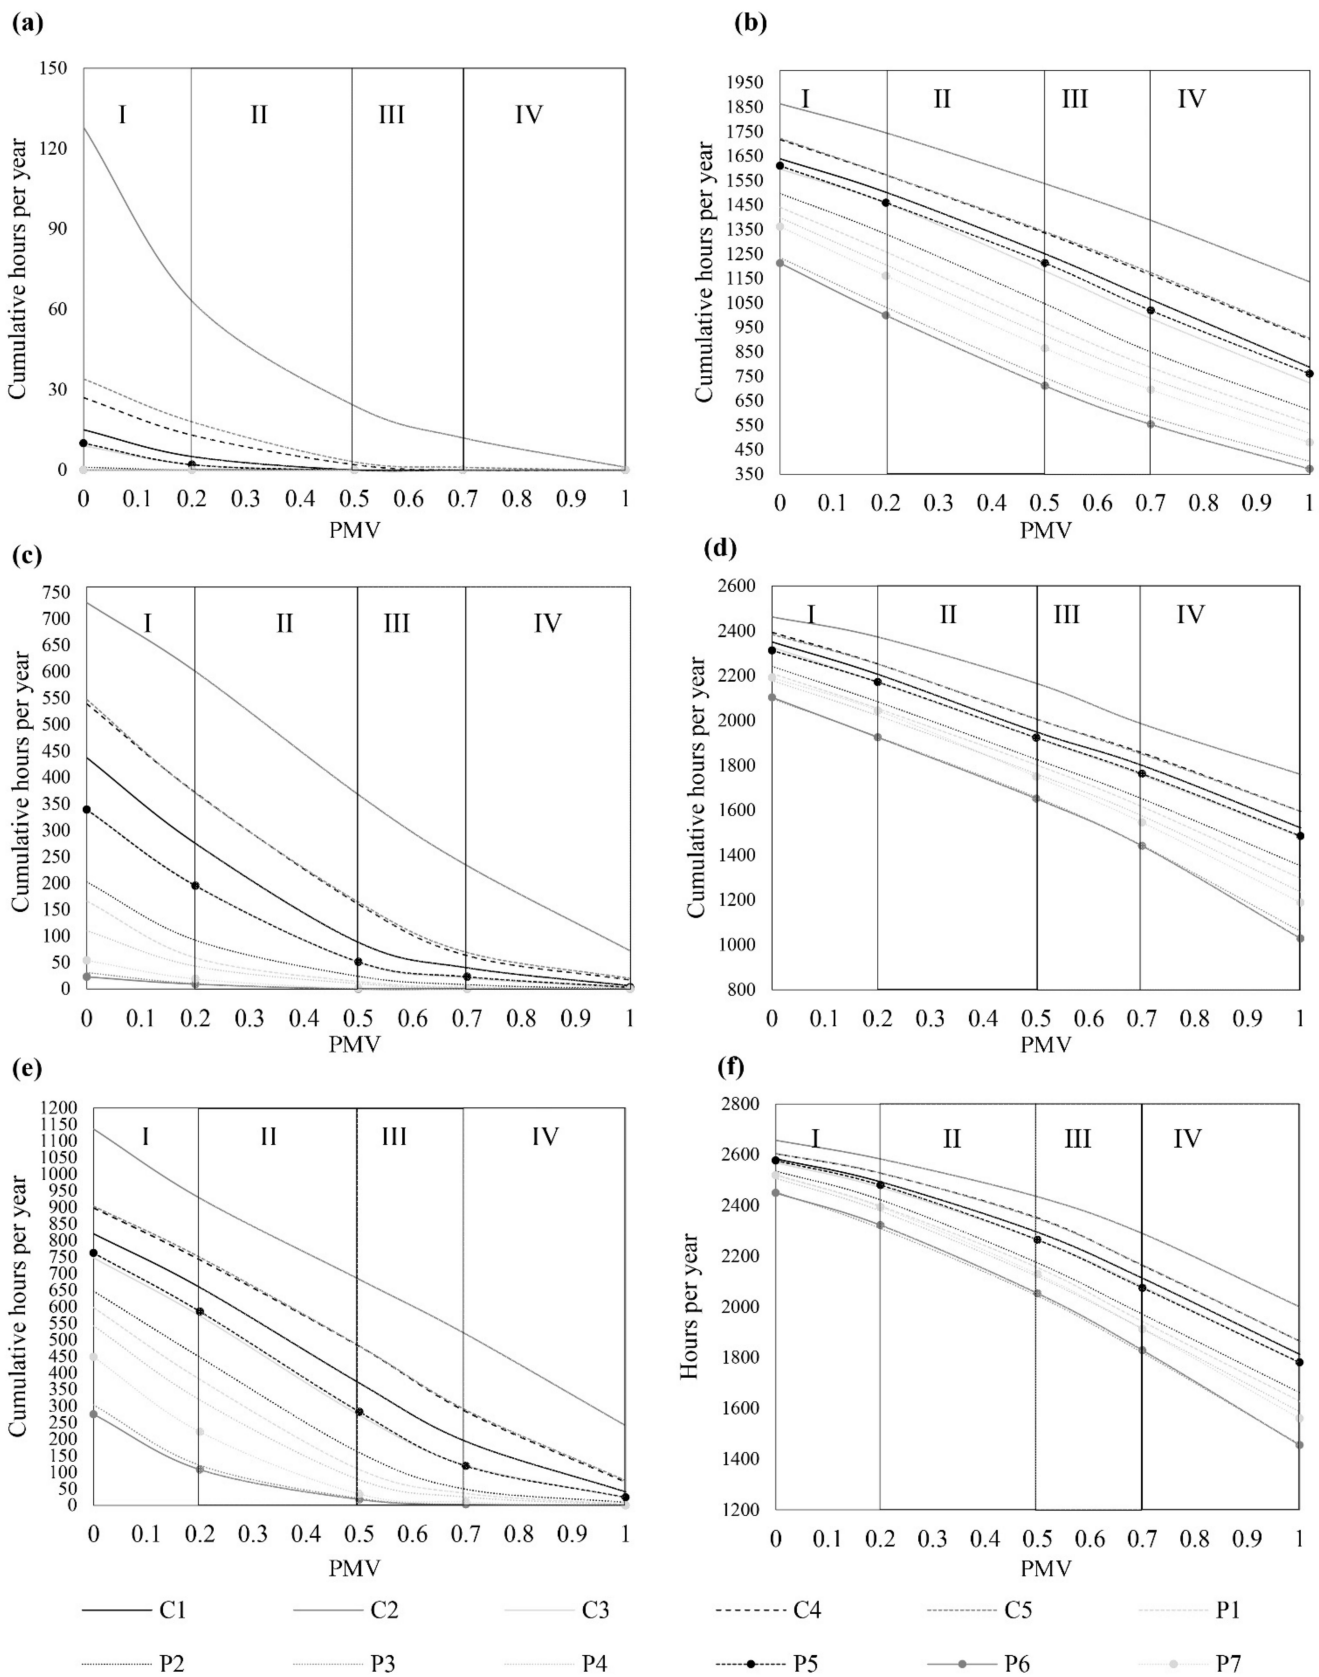 (a)
150
120
90
60
30
0
Cumulative hours per year
I II III IV
0 0.1 0.2 0.3 0.4 0.5 0.6 0.7 0.8 0.9 1
PMV
(b)
1950
1850
1750
1650
1550
1450
1350
1250
1150
1050
950
850
750
650
550
450
350
Cumulative hours per year
I II III IV
0 0.1 0.2 0.3 0.4 0.5 0.6 0.7 0.8 0.9 1
PMV
(c)
750
700
650
600
550
500
450
400
350
300
250
200
150
100
50
0
Cumulative hours per year
I II III IV
0 0.1 0.2 0.3 0.4 0.5 0.6 0.7 0.8 0.9 1
PMV
(d)
2600
2400
2200
2000
1800
1600
1400
1200
1000
800
Cumulative hours per year
I II III IV
0 0.1 0.2 0.3 0.4 0.5 0.6 0.7 0.8 0.9 1
PMV
(e)
1200
1150
1100
1050
1000
950
900
850
800
750
700
650
600
550
500
450
400
350
300
250
200
150
100
50
0
Cumulative hours per year
I II III IV
0 0.1 0.2 0.3 0.4 0.5 0.6 0.7 0.8 0.9 1
PMV
(f)
2800
2600
2400
2200
2000
1800
1600
1400
1200
Hours per year
I II III IV
0 0.1 0.2 0.3 0.4 0.5 0.6 0.7 0.8 0.9 1
PMV
C1 C2 C3 C4 C5 P1
P2 P3 P4 P5 P6 P7